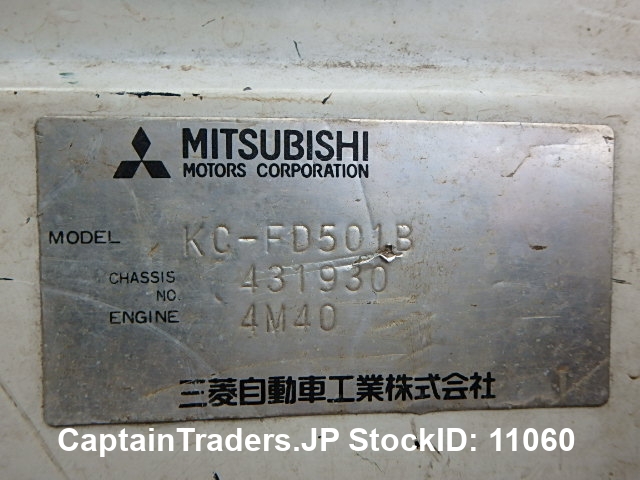 MITSUBISHI
MOTORS CORPORATION
MODEL KC-FD501B
CHASSIS NO. 431930
ENGINE 4M40
三菱自動車工業株式会社
CaptainTraders.JP StockID: 11060